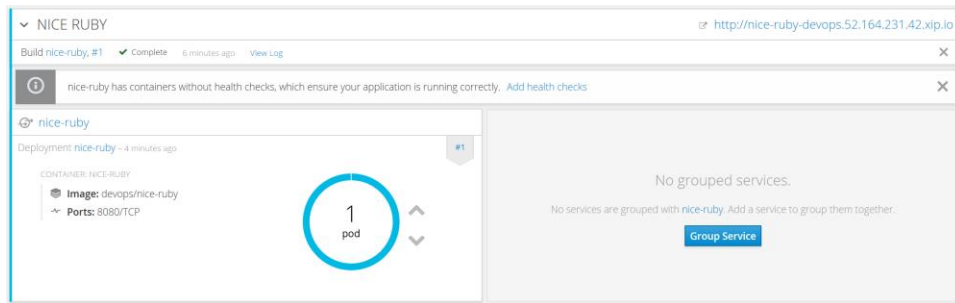 NICE RUBY
http://nice-ruby-devops.52.164.231.42.xip.io
Build nice-ruby, #1 Complete 6 minutes ago View Log
nice-ruby has containers without health checks, which ensure your application is running correctly. Add health checks
nice-ruby
Deployment nice-ruby - 4 minutes ago
#1
CONTAINER: NICE-RUBY
Image: devops/nice-ruby
Ports: 8080/TCP
1
pod
No grouped services.
No services are grouped with nice-ruby. Add a service to group them together.
Group Service